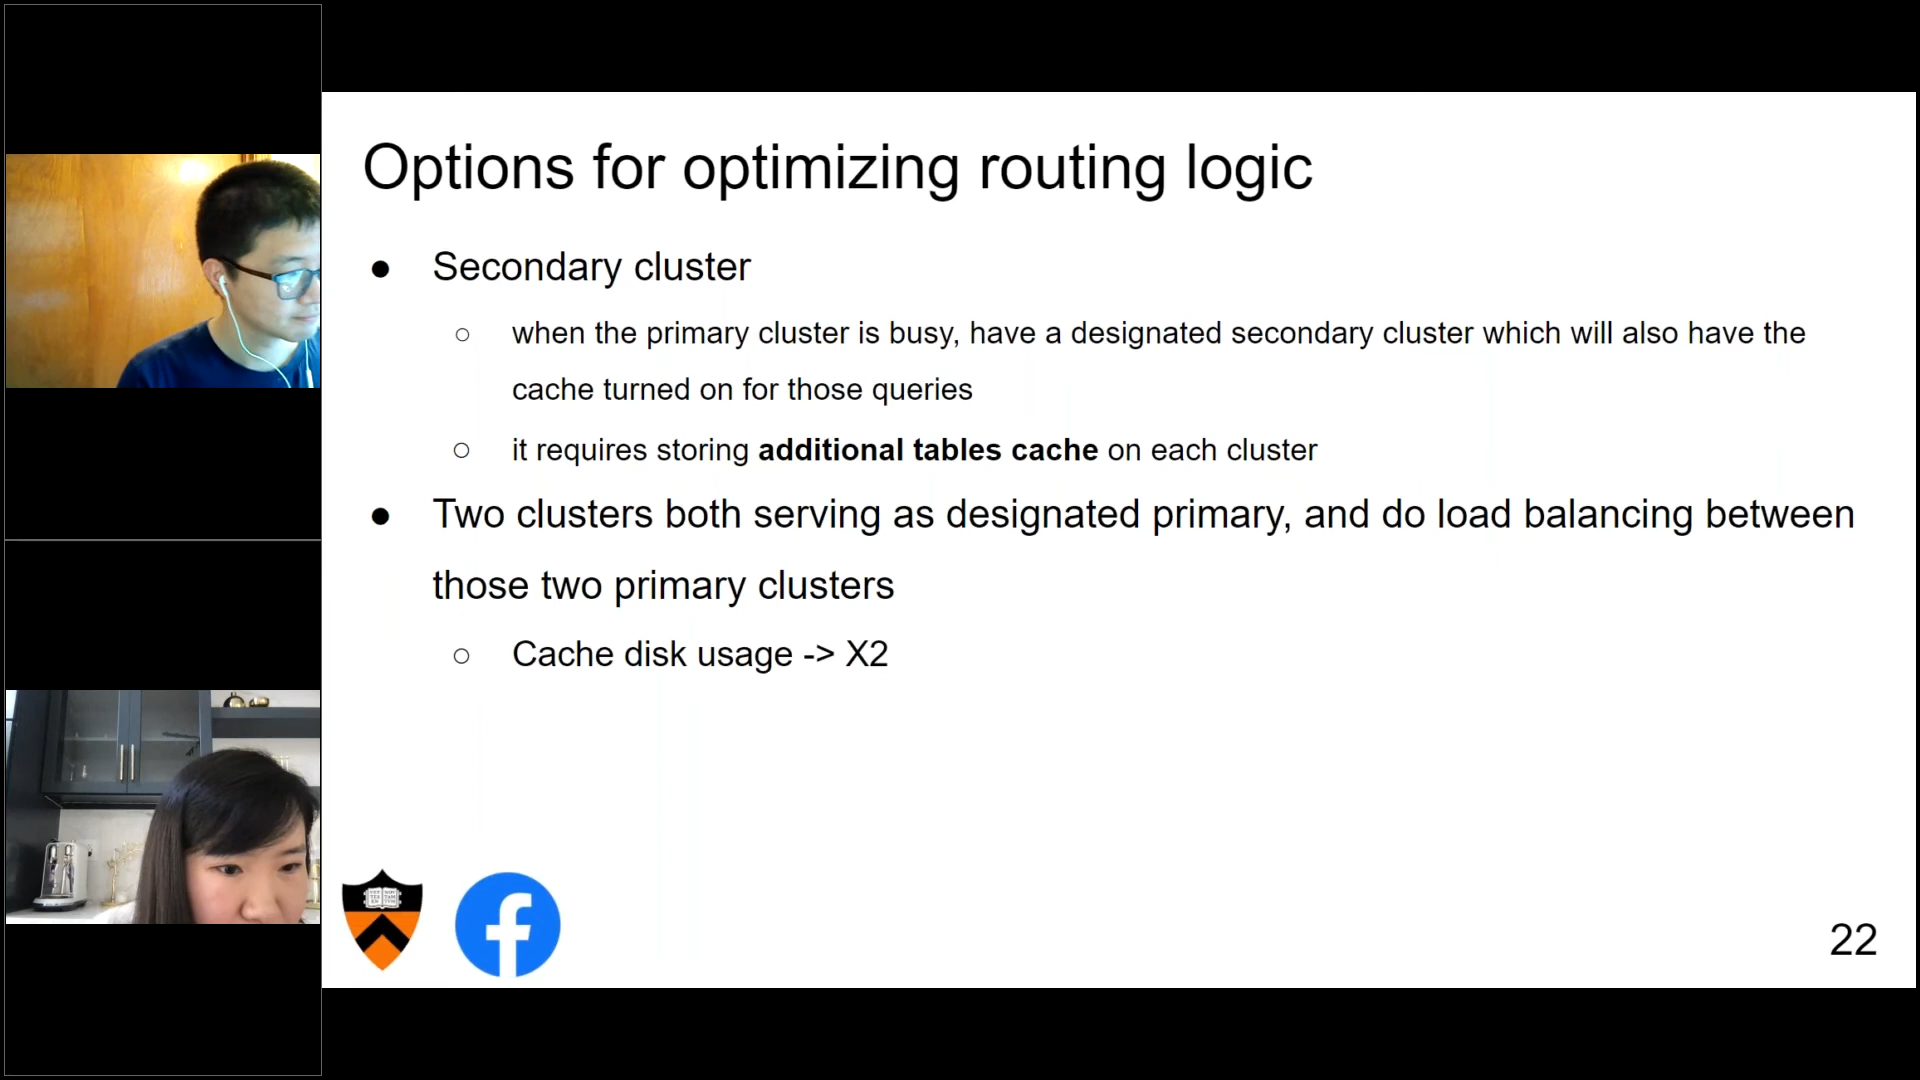 Options for optimizing routing logic
● Secondary cluster
○ when the primary cluster is busy, have a designated secondary cluster which will also have the
cache turned on for those queries
○ it requires storing additional tables cache on each cluster
● Two clusters both serving as designated primary, and do load balancing between
those two primary clusters
○ Cache disk usage -> X2
22